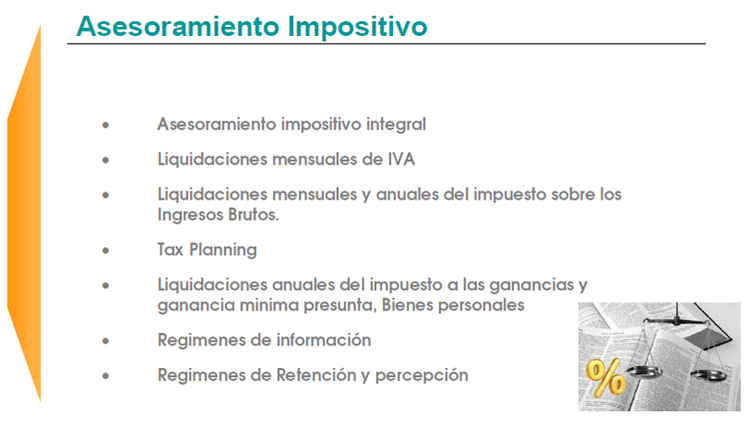 Asesoramiento Impositivo
• Asesoramiento impositivo integral
• Liquidaciones mensuales de IVA
• Liquidaciones mensuales y anuales del impuesto sobre los
Ingresos Brutos.
• Tax Planning
• Liquidaciones anuales del impuesto a las ganancias y
ganancia minima presunta, Bienes personales
• Regimenes de información
• Regimenes de Retención y percepción
%